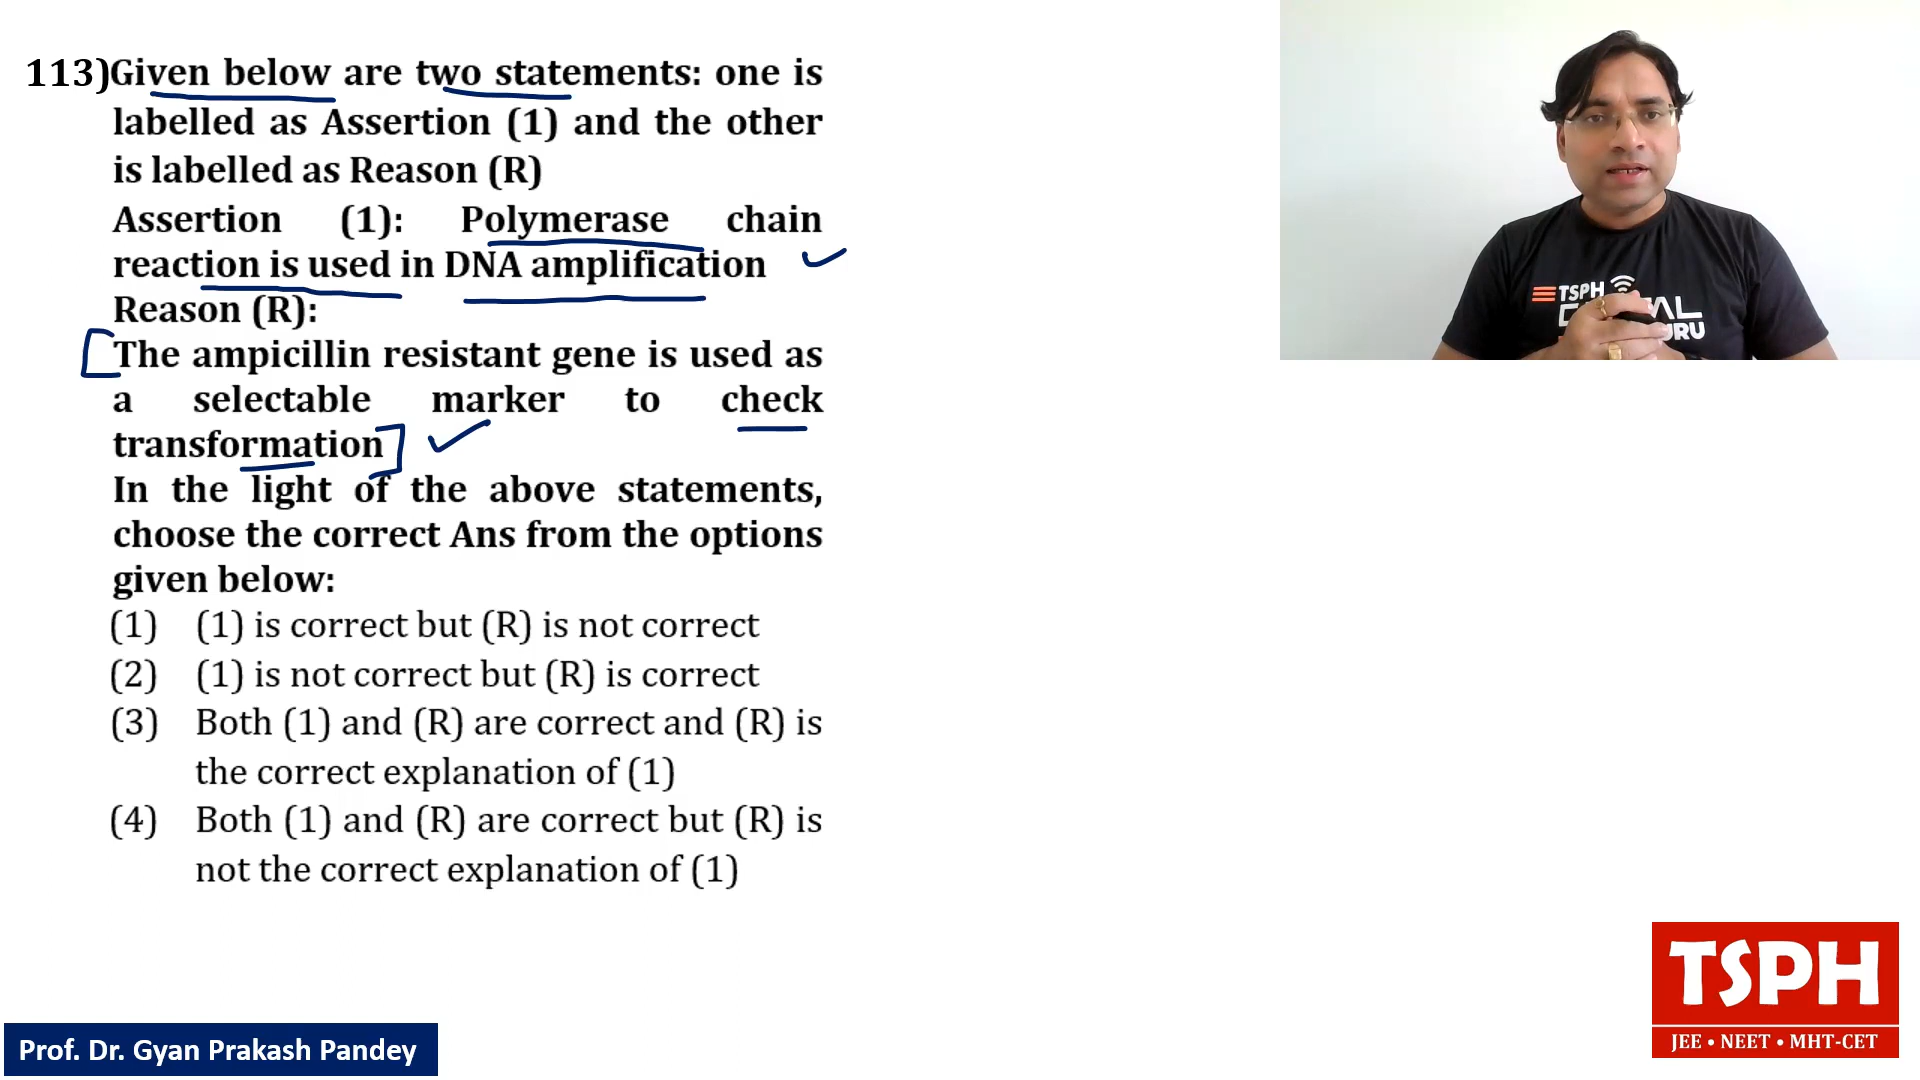 113)Given below are two statements: one is
labelled as Assertion (1) and the other
is labelled as Reason (R)
Assertion (1): Polymerase chain
reaction is used in DNA amplification
Reason (R):
The ampicillin resistant gene is used as
a selectable marker to check
transformation
In the light of the above statements,
choose the correct Ans from the options
given below:
(1) (1) is correct but (R) is not correct
(2) (1) is not correct but (R) is correct
(3) Both (1) and (R) are correct and (R) is
the correct explanation of (1)
(4) Both (1) and (R) are correct but (R) is
not the correct explanation of (1)
TSPH
TSPH
JEE • NEET • MHT-CET
Prof. Dr. Gyan Prakash Pandey